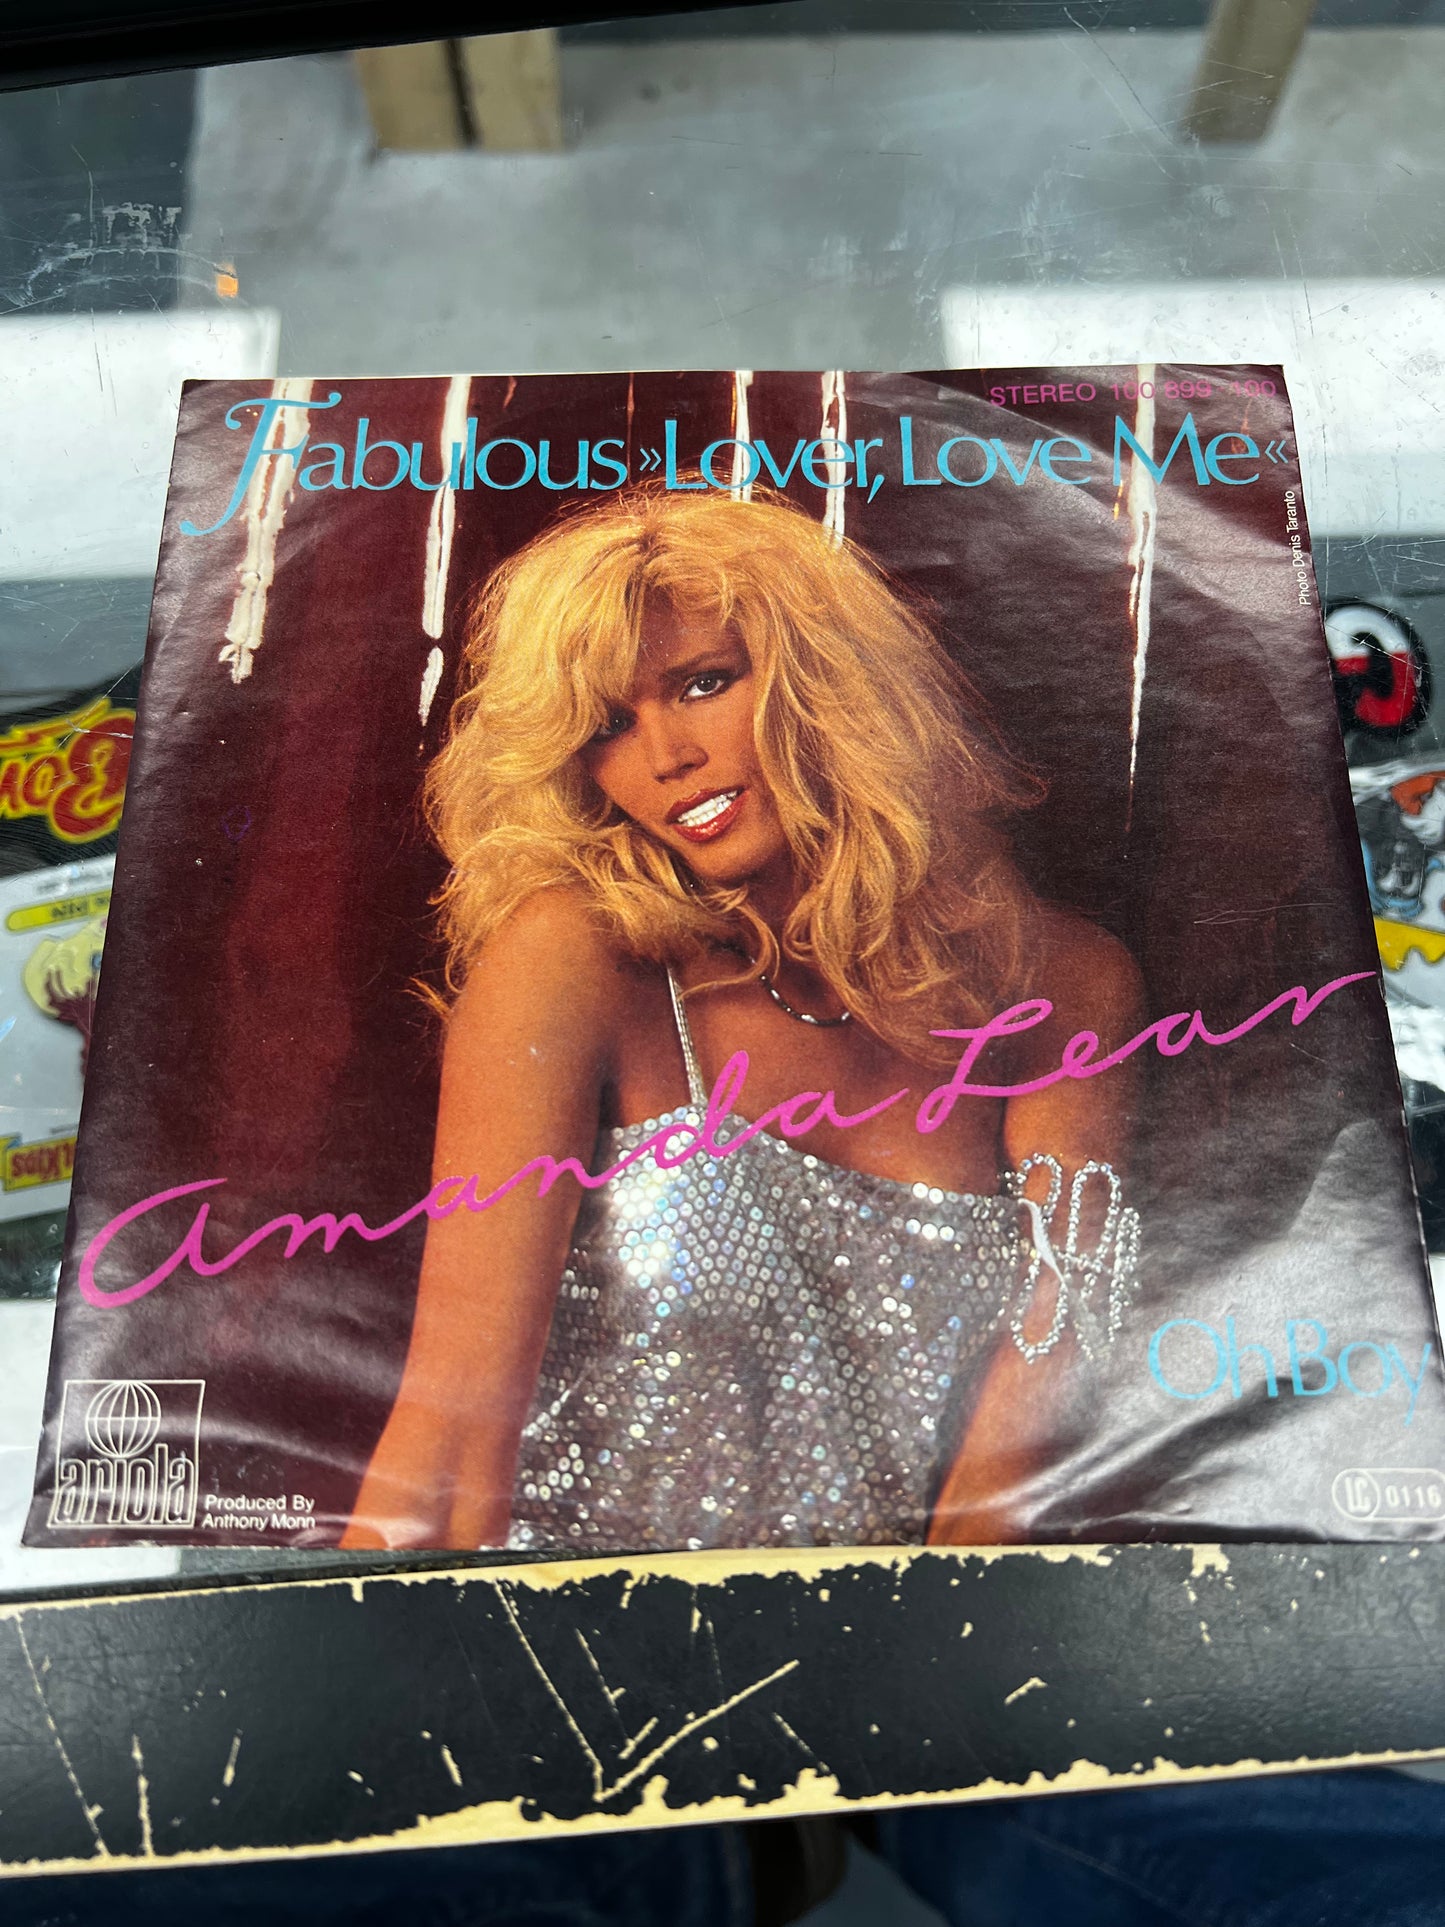 STEREO 100 899-100
Fabulous »Lover, Love Me«
Photo Denis Taranto
Amanda Lear
Oh Boy
ariola
Produced By
Anthony Monn
LC 0116